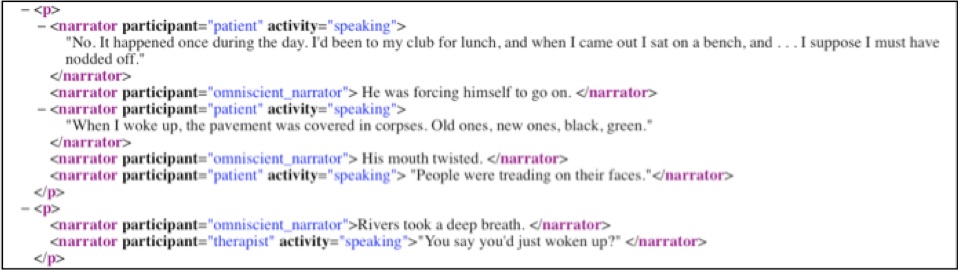 − <p>
− <narrator participant="patient" activity="speaking">
"No. It happened once during the day. I'd been to my club for lunch, and when I came out I sat on a bench, and . . . I suppose I must have
nodded off."
</narrator>
<narrator participant="omniscient_narrator"> He was forcing himself to go on. </narrator>
− <narrator participant="patient" activity="speaking">
"When I woke up, the pavement was covered in corpses. Old ones, new ones, black, green."
</narrator>
<narrator participant="omniscient_narrator"> His mouth twisted. </narrator>
<narrator participant="patient" activity="speaking"> "People were treading on their faces."</narrator>
</p>
− <p>
<narrator participant="omniscient_narrator">Rivers took a deep breath. </narrator>
<narrator participant="therapist" activity="speaking">"You say you'd just woken up?" </narrator>
</p>